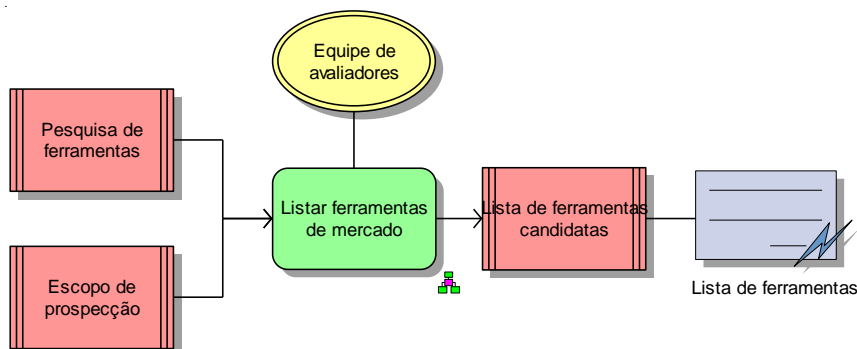 Equipe de
avaliadores
Pesquisa de
ferramentas
Listar ferramentas
de mercado
Lista de ferramentas
candidatas
Escopo de
prospecção
Lista de ferramentas